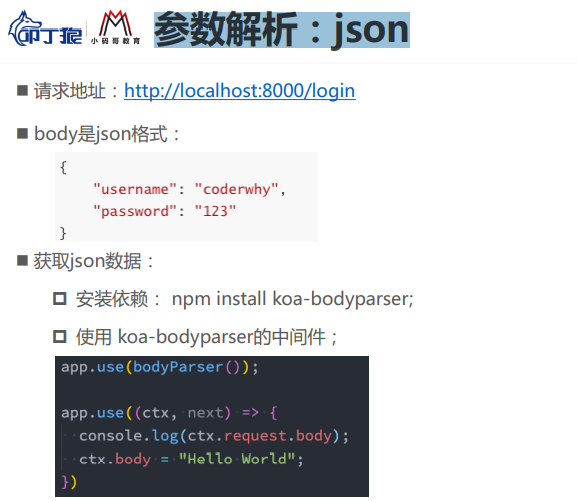 叩丁狼
小码哥教育
参数解析：json
请求地址：http://localhost:8000/login
body是json格式：
{
    "username": "coderwhy",
    "password": "123"
}
获取json数据：
安装依赖： npm install koa-bodyparser;
使用 koa-bodyparser的中间件；
app.use(bodyParser());
app.use((ctx, next) => {
  console.log(ctx.request.body);
  ctx.body = "Hello World";
})